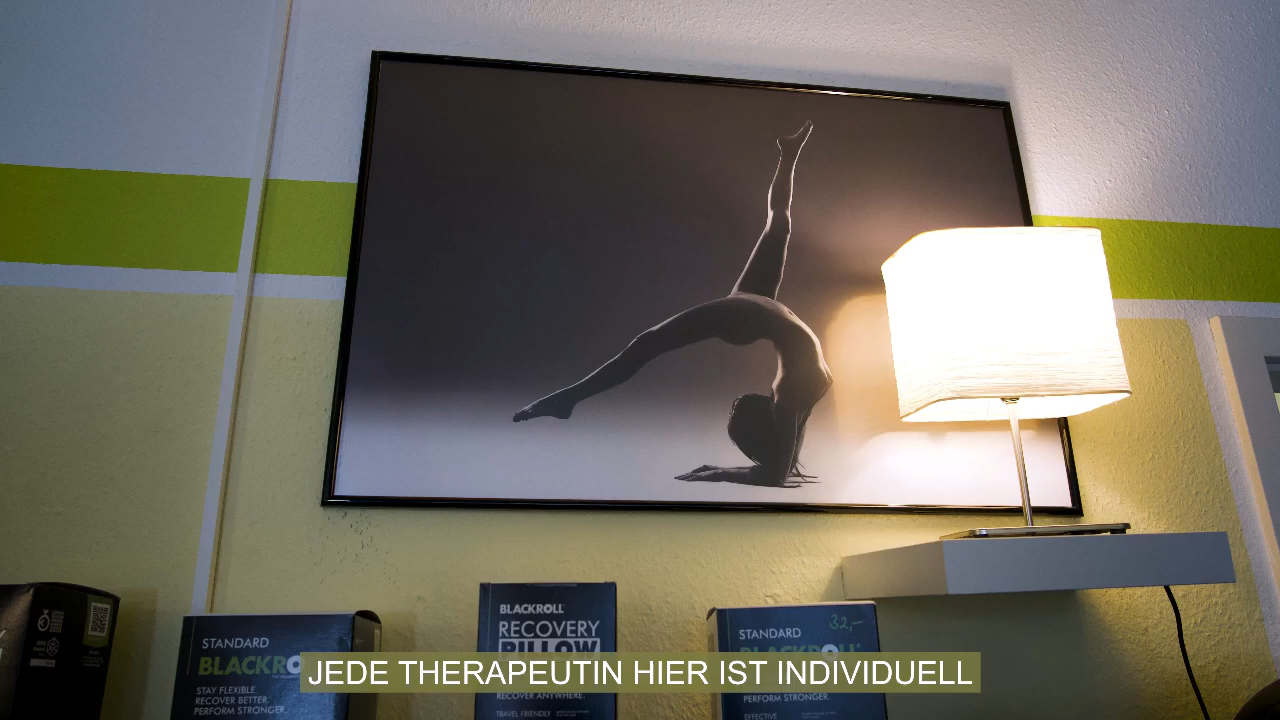 STANDARD
STAY FLEXIBLE.
RECOVER BETTER.
PERFORM STRONGER.
BLACKROLL
RECOVERY
PILLOW
RECOVER ANYWHERE.
TRAVEL FRIENDLY
STANDARD
32,-
PERFORM STRONGER.
EFFECTIVE
JEDE THERAPEUTIN HIER IST INDIVIDUELL